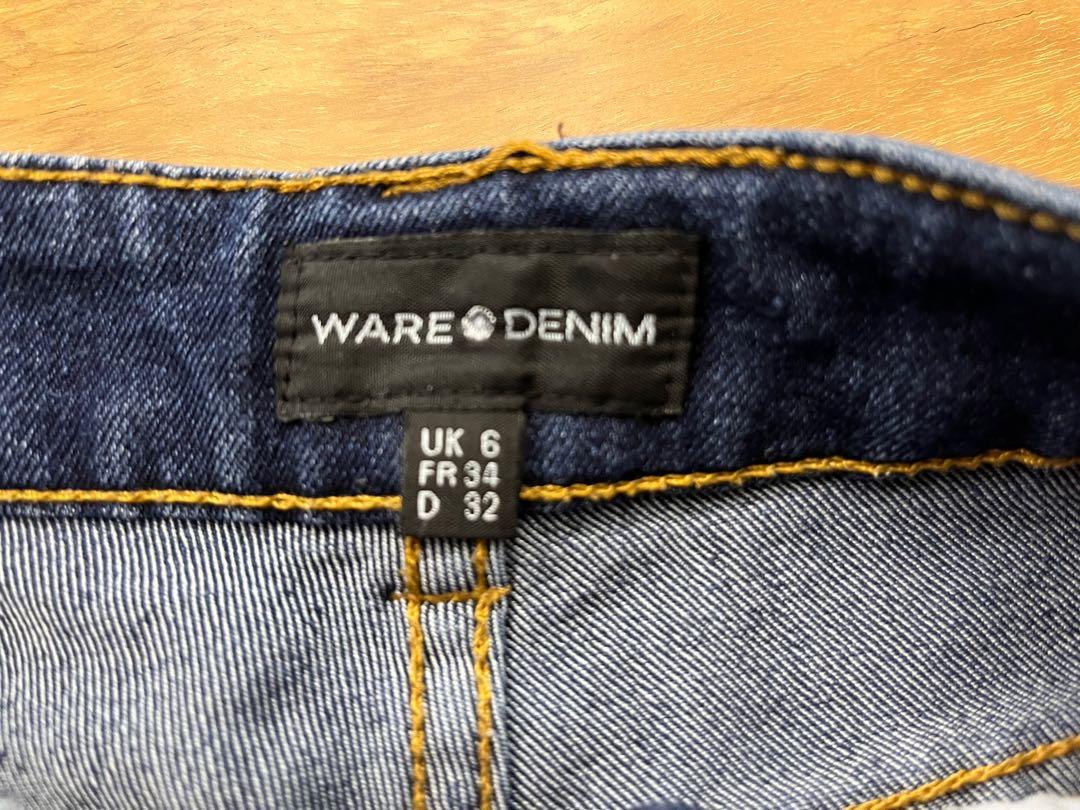 WARE DENIM
UK 6
FR 34
D 32